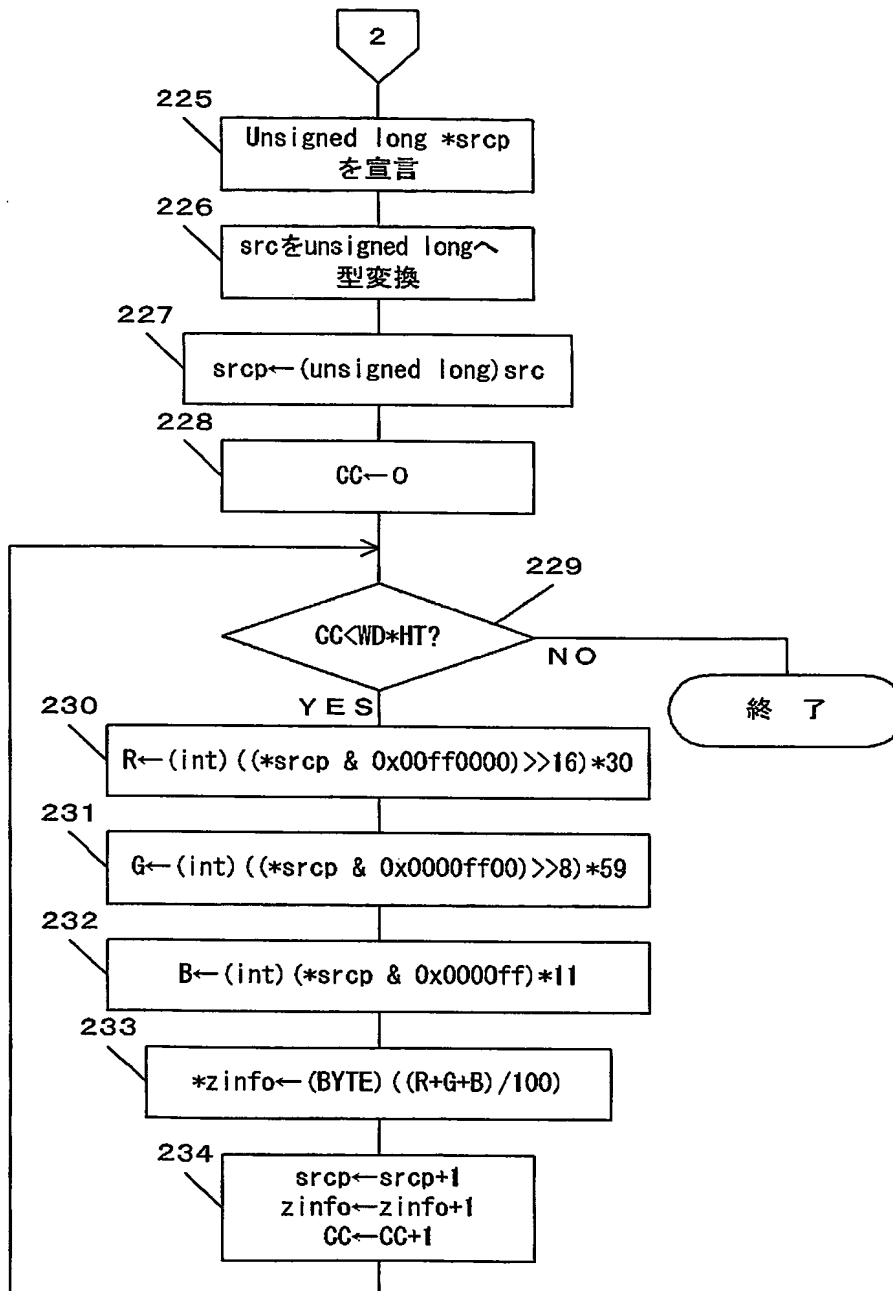 2
225
Unsigned long *srcp
を宣言
226
srcをunsigned longへ
型変換
227
srcp←(unsigned long)src
228
CC←0
229
CC<WD*HT?
NO
終 了
YES
230
R←(int)((*srcp & 0x00ff0000)>>16)*30
231
G←(int)((*srcp & 0x0000ff00)>>8)*59
232
B←(int)(*srcp & 0x0000ff)*11
233
*zinfo←(BYTE)((R+G+B)/100)
234
srcp←srcp+1
zinfo←zinfo+1
CC←CC+1